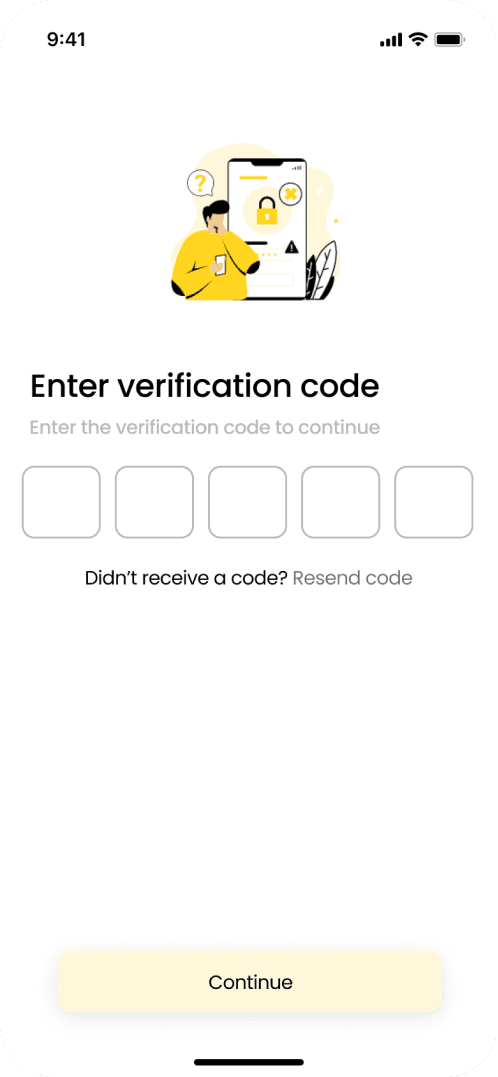 9:41
?
Enter verification code
Enter the verification code to continue
Didn’t receive a code? Resend code
Continue